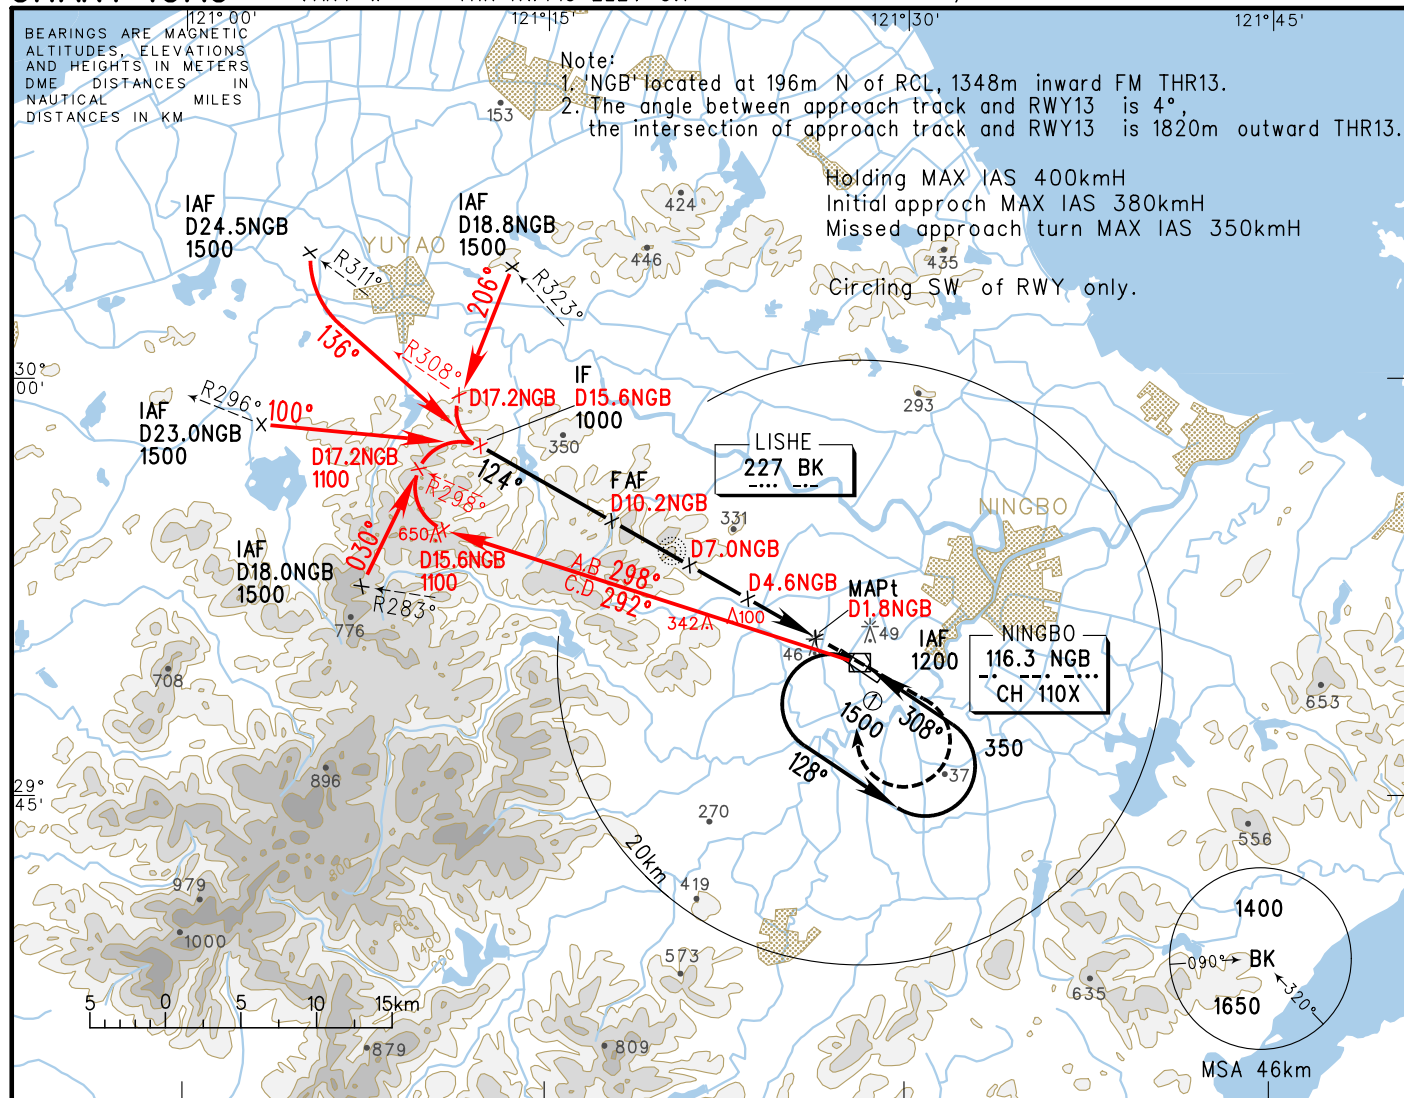 121°00'
121°15'
121°30'
121°45'
BEARINGS ARE MAGNETIC
ALTITUDES, ELEVATIONS
AND HEIGHTS IN METERS
DME DISTANCES IN
NAUTICAL MILES
DISTANCES IN KM
Note:
1. 'NGB' located at 196m N of RCL, 1348m inward FM THR13.
2. The angle between approach track and RWY13 is 4°,
the intersection of approach track and RWY13 is 1820m outward THR13.
Holding MAX IAS 400kmH
Initial approch MAX IAS 380kmH
Missed approach turn MAX IAS 350kmH
Circling SW of RWY only.
153
424
446
435
IAF
D24.5NGB
1500
R311°
YUYAO
IAF
D18.8NGB
1500
R323°
206°
136°
R308°
D17.2NGB
30°
00'
R296°
100°
IAF
D23.0NGB
1500
IF
D15.6NGB
1000
350
293
D17.2NGB
1100
124°
R298°
FAF
D10.2NGB
LISHE
227 BK
331
NINGBO
650
030°
D15.6NGB
1100
IAF
D18.0NGB
1500
R283°
776
D7.0NGB
D4.6NGB
A.B 298°
C.D 292°
342
100
MAPt
D1.8NGB
49
46
IAF
1200
NINGBO
116.3 NGB
CH 110X
708
653
1
1500
308°
350
128°
37
896
29°
45'
270
20km
556
419
979
1000
800
600
400
200
573
635
809
879
5 0 5 10 15km
1400
090°
BK
320°
1650
MSA 46km